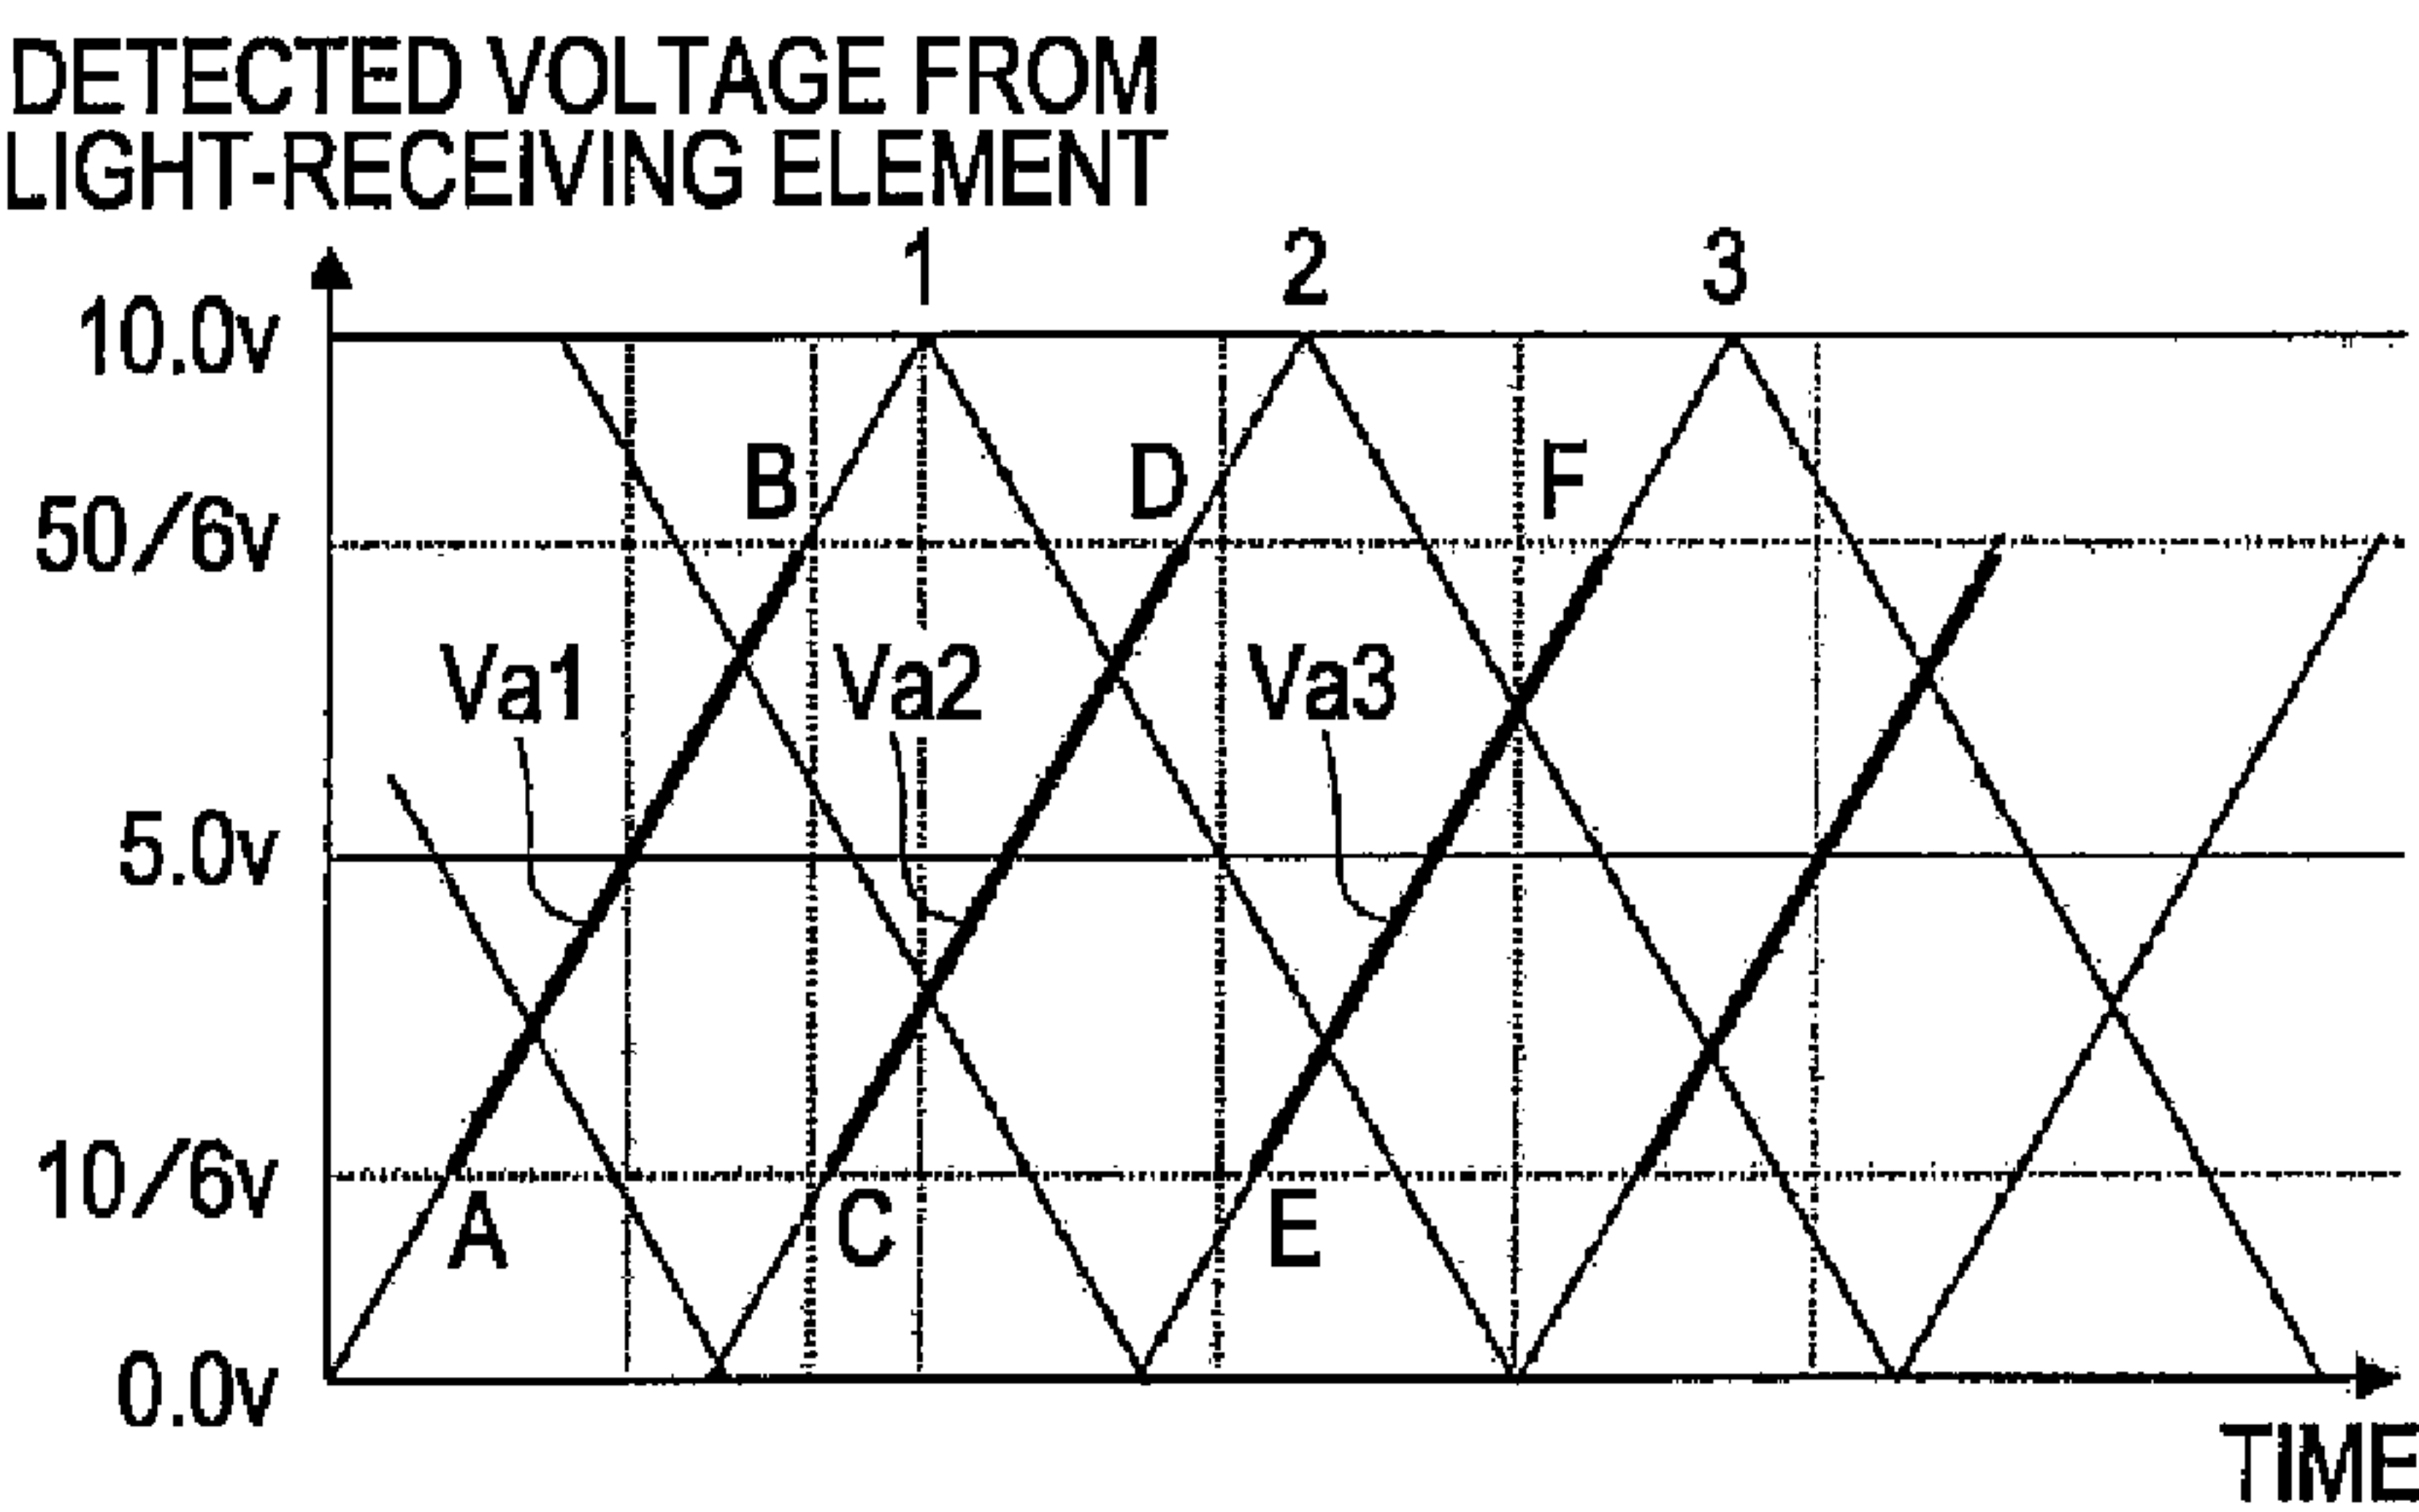 DETECTED VOLTAGE FROM
LIGHT-RECEIVING ELEMENT
1 2 3
10.0v
B D F
50/6v
Va1 Va2 Va3
5.0v
10/6v
A C E
0.0v
TIME